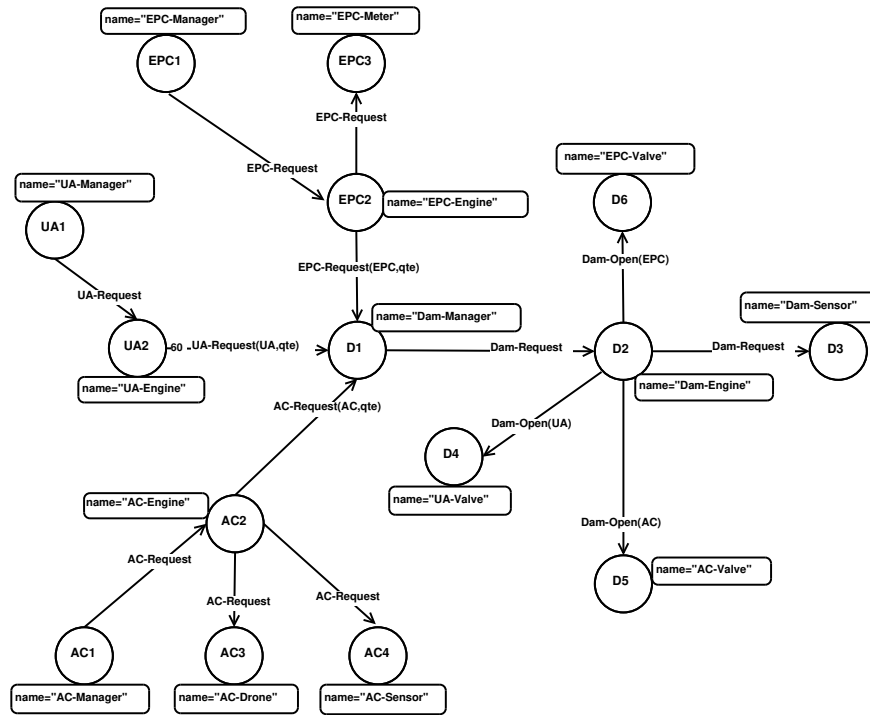 name="EPC-Manager"
name="EPC-Meter"
EPC1
EPC3
EPC-Request
EPC-Request
name="EPC-Valve"
name="UA-Manager"
EPC2
name="EPC-Engine"
D6
UA1
Dam-Open(EPC)
EPC-Request(EPC,qte)
UA-Request
name="Dam-Manager"
name="Dam-Sensor"
UA2
60
UA-Request(UA,qte)
D1
Dam-Request
D2
Dam-Request
D3
name="UA-Engine"
name="Dam-Engine"
AC-Request(AC,qte)
Dam-Open(UA)
D4
name="UA-Valve"
name="AC-Engine"
AC2
Dam-Open(AC)
AC-Request
name="AC-Valve"
D5
AC-Request
AC-Request
AC1
AC3
AC4
name="AC-Manager"
name="AC-Drone"
name="AC-Sensor"